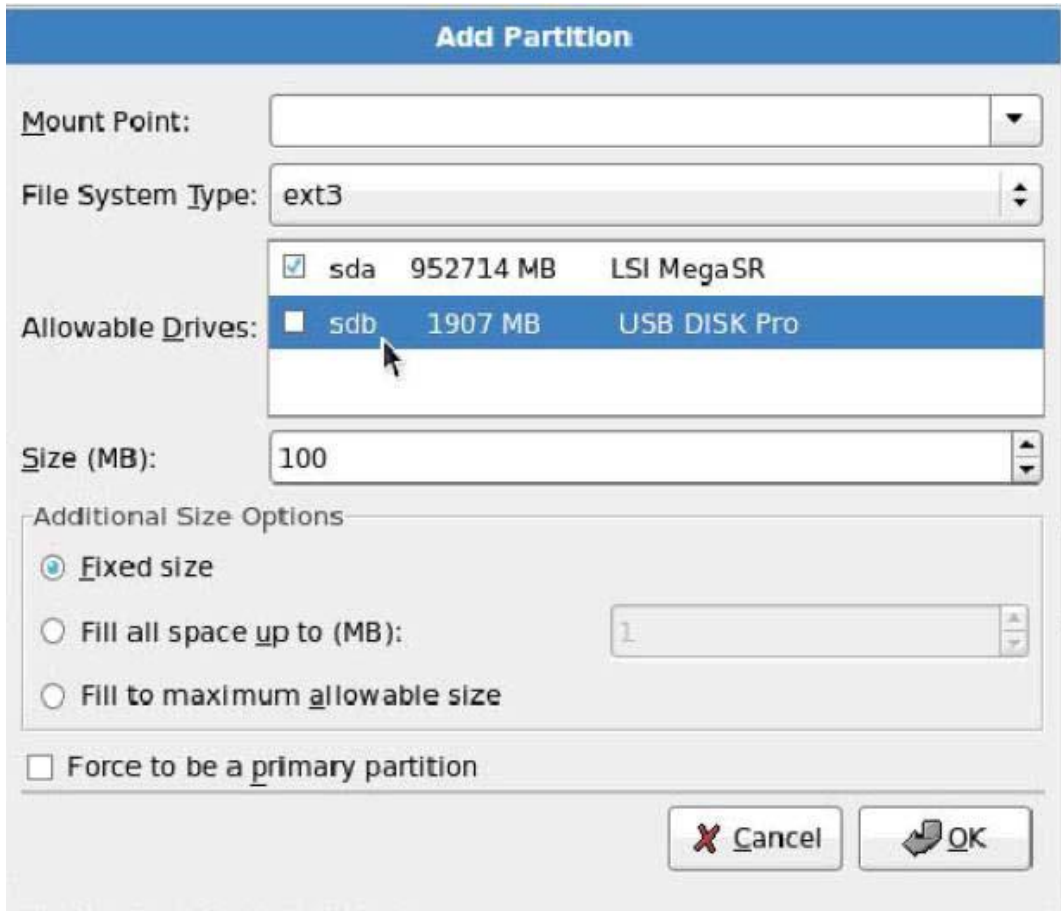 Add Partition
Mount Point:
File System Type: ext3
Allowable Drives:
sda 952714 MB LSI MegaSR
sdb 1907 MB USB DISK Pro
Size (MB): 100
Additional Size Options
Fixed size
Fill all space up to (MB): 1
Fill to maximum allowable size
Force to be a primary partition
Cancel OK